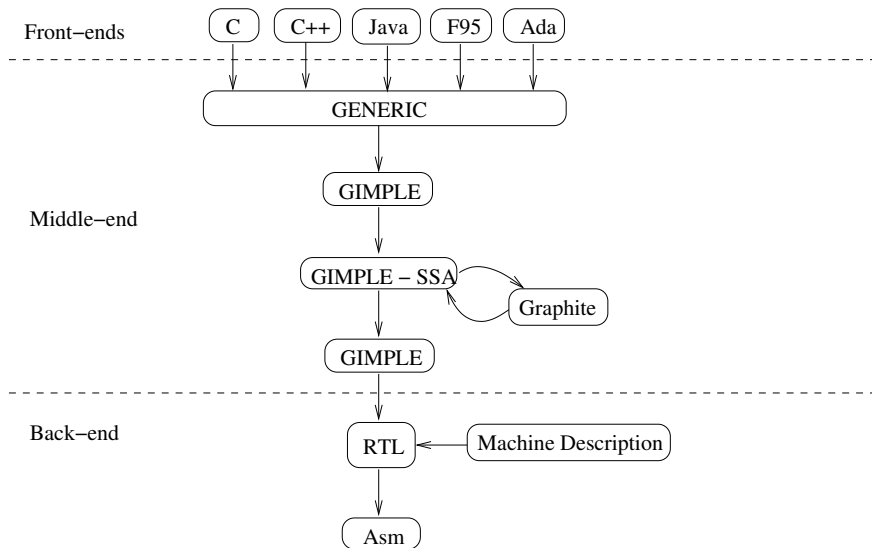 Front−ends
C
C++
Java
F95
Ada
GENERIC
GIMPLE
Middle−end
GIMPLE − SSA
Graphite
GIMPLE
Back−end
RTL
Machine Description
Asm